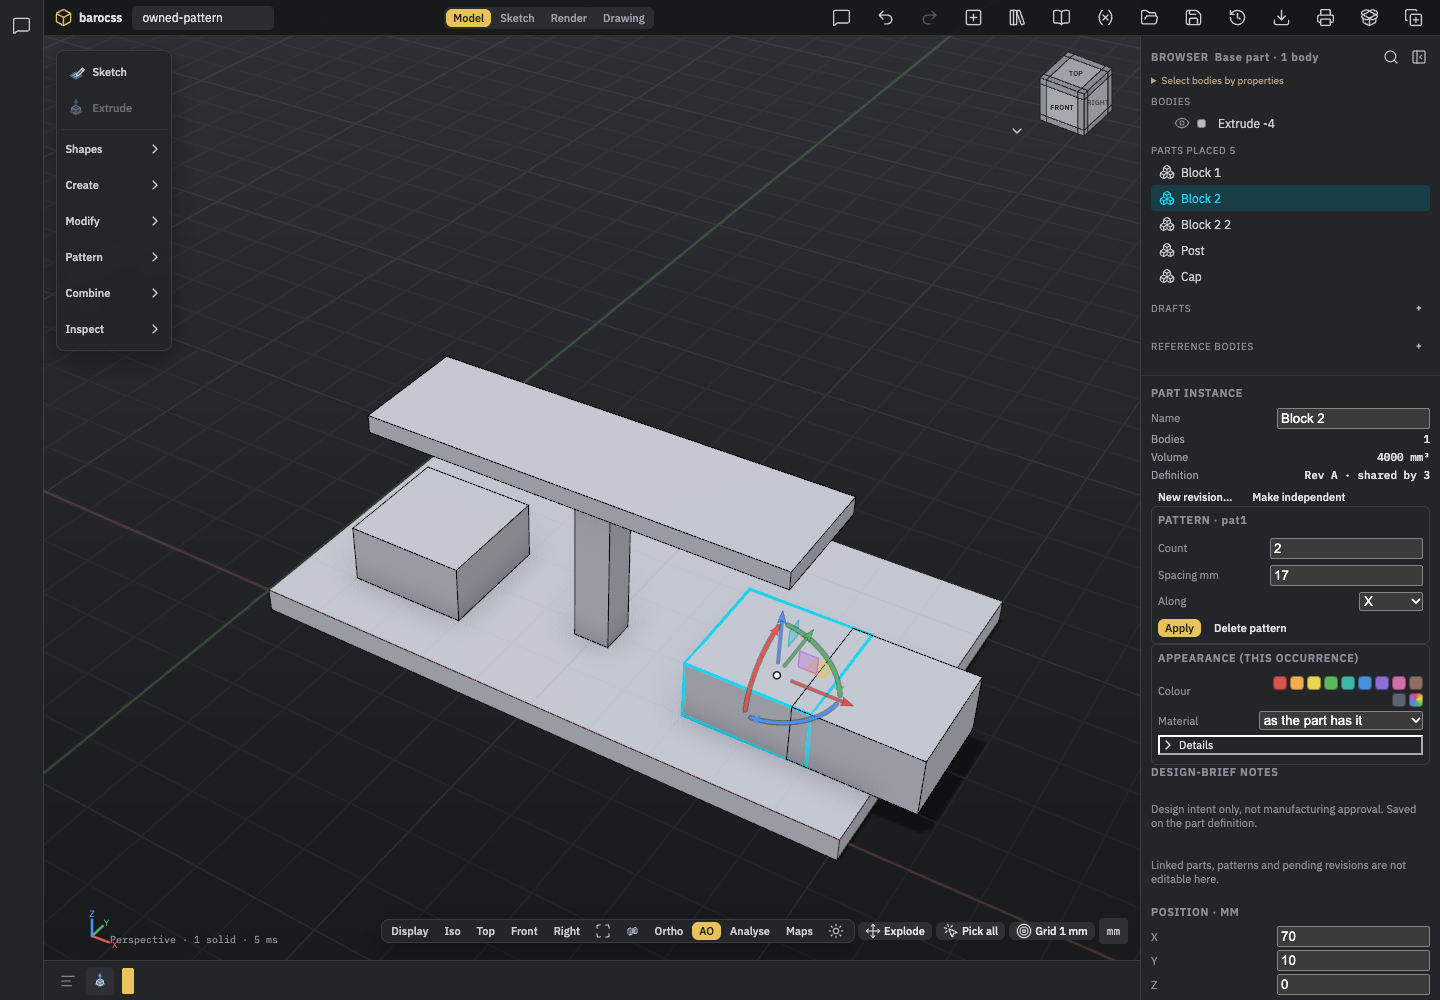 barocss
owned-pattern
Model
Sketch
Render
Drawing
Sketch
Extrude
Shapes
Create
Modify
Pattern
Combine
Inspect
TOP
FRONT
RIGHT
BROWSER Base part · 1 body
Select bodies by properties
BODIES
Extrude -4
PARTS PLACED 5
Block 1
Block 2
Block 2 2
Post
Cap
DRAFTS +
REFERENCE BODIES +
PART INSTANCE
Name Block 2
Bodies 1
Volume 4000 mm³
Definition Rev A · shared by 3
New revision... Make independent
PATTERN · pat1
Count 2
Spacing mm 17
Along X
Apply Delete pattern
APPEARANCE (THIS OCCURRENCE)
Colour
Material as the part has it
Details
DESIGN-BRIEF NOTES
Design intent only, not manufacturing approval. Saved
on the part definition.
Linked parts, patterns and pending revisions are not
editable here.
POSITION · MM
X 70
Y 10
Z 0
Z
Y
X
Perspective · 1 solid · 5 ms
Display Iso Top Front Right Ortho AO Analyse Maps Explode Pick all Grid 1 mm mm